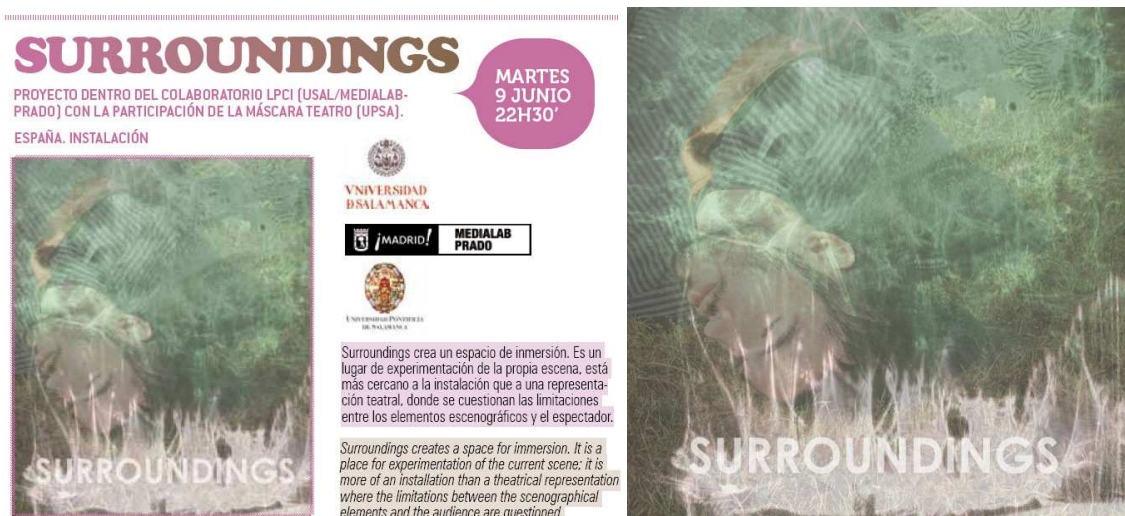 SURROUNDINGS
PROYECTO DENTRO DEL COLABORATORIO LPCI (USAL/MEDIALAB-
PRADO) CON LA PARTICIPACIÓN DE LA MÁSCARA TEATRO (UPSA).
ESPAÑA. INSTALACIÓN
MARTES
9 JUNIO
22H30’
SURROUNDINGS
VNIVERSIDAD
D SALAMANCA
¡MADRID!
MEDIALAB
PRADO
UNIVERSIDAD PONTIFICIA
DE SALAMANCA
Surroundings crea un espacio de inmersión. Es un
lugar de experimentación de la propia escena, está
más cercano a la instalación que a una representa-
ción teatral, donde se cuestionan las limitaciones
entre los elementos escenográficos y el espectador.
Surroundings creates a space for immersion. It is a
place for experimentation of the current scene; it is
more of an installation than a theatrical representation
where the limitations between the scenographical
elements and the audience are questioned
SURROUNDINGS